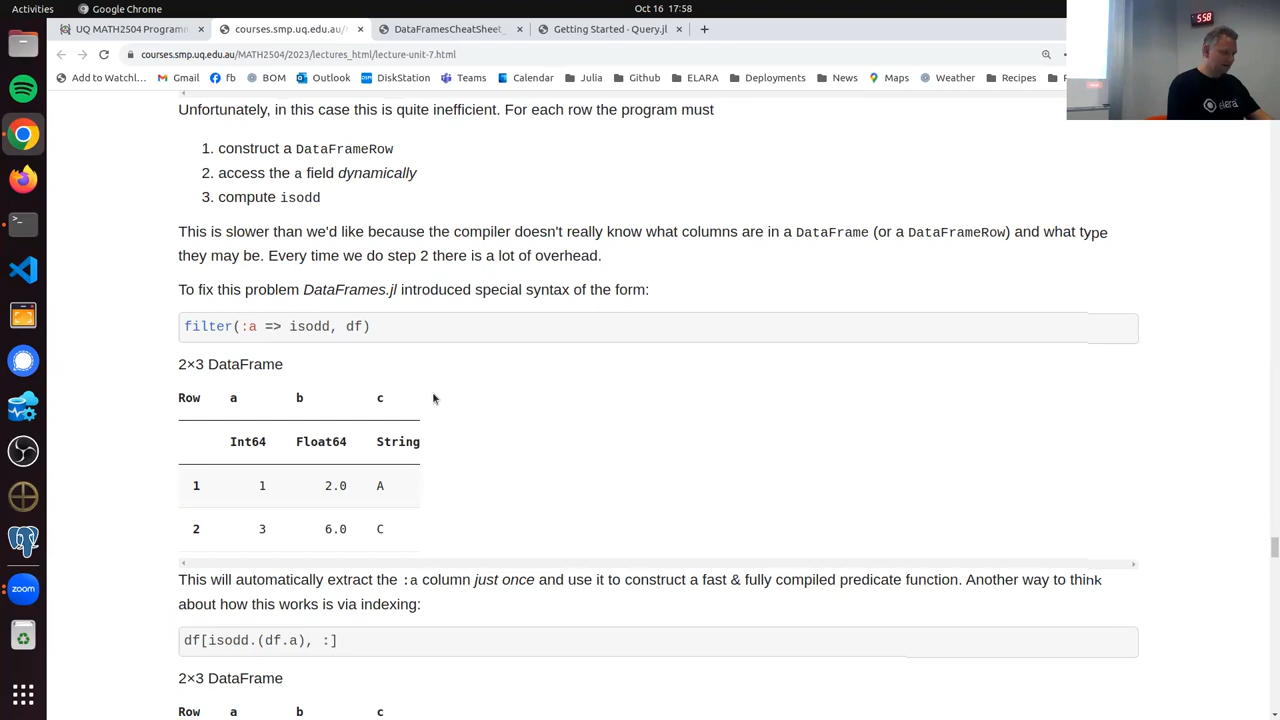 Activities
Google Chrome
Oct 16 17:58
UQ MATH2504 Programm
courses.smp.uq.edu.au/
DataFramesCheatSheet_
Getting Started · Query.jl
courses.smp.uq.edu.au/MATH2504/2023/lectures_html/lecture-unit-7.html
Add to Watchl...
Gmail
fb
BOM
Outlook
DiskStation
Teams
Calendar
Julia
Github
ELARA
Deployments
News
Maps
Weather
Recipes
558
elara
Unfortunately, in this case this is quite inefficient. For each row the program must
1. construct a DataFrameRow
2. access the a field dynamically
3. compute isodd
This is slower than we'd like because the compiler doesn't really know what columns are in a DataFrame (or a DataFrameRow) and what type
they may be. Every time we do step 2 there is a lot of overhead.
To fix this problem DataFrames.jl introduced special syntax of the form:
filter(:a => isodd, df)
2×3 DataFrame
Row a b c
Int64 Float64 String
1 1 2.0 A
2 3 6.0 C
This will automatically extract the :a column just once and use it to construct a fast & fully compiled predicate function. Another way to think
about how this works is via indexing:
df[isodd.(df.a), :]
2×3 DataFrame
Row a b c
zoom